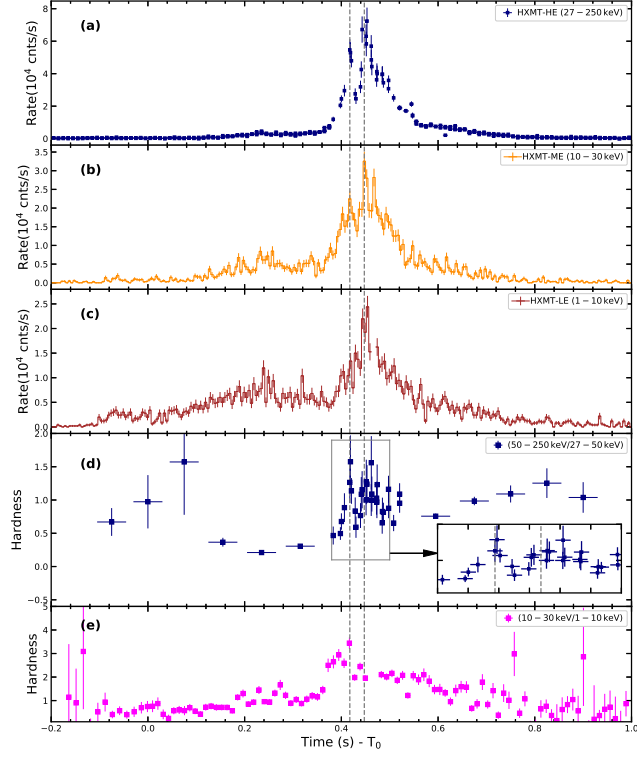 (a)
HXMT-HE (27 − 250 keV)
Rate(10⁴ cnts/s)
8
6
4
2
0
(b)
HXMT-ME (10 − 30 keV)
Rate(10⁴ cnts/s)
3.5
3.0
2.5
2.0
1.5
1.0
0.5
0.0
(c)
HXMT-LE (1 − 10 keV)
Rate(10⁴ cnts/s)
2.5
2.0
1.5
1.0
0.5
0.0
(d)
(50 − 250 keV/27 − 50 keV)
Hardness
2.0
1.5
1.0
0.5
0.0
−0.5
(e)
(10 − 30 keV/1 − 10 keV)
Hardness
5
4
3
2
1
−0.2 0.0 0.2 0.4 0.6 0.8 1.0
Time (s) - T₀